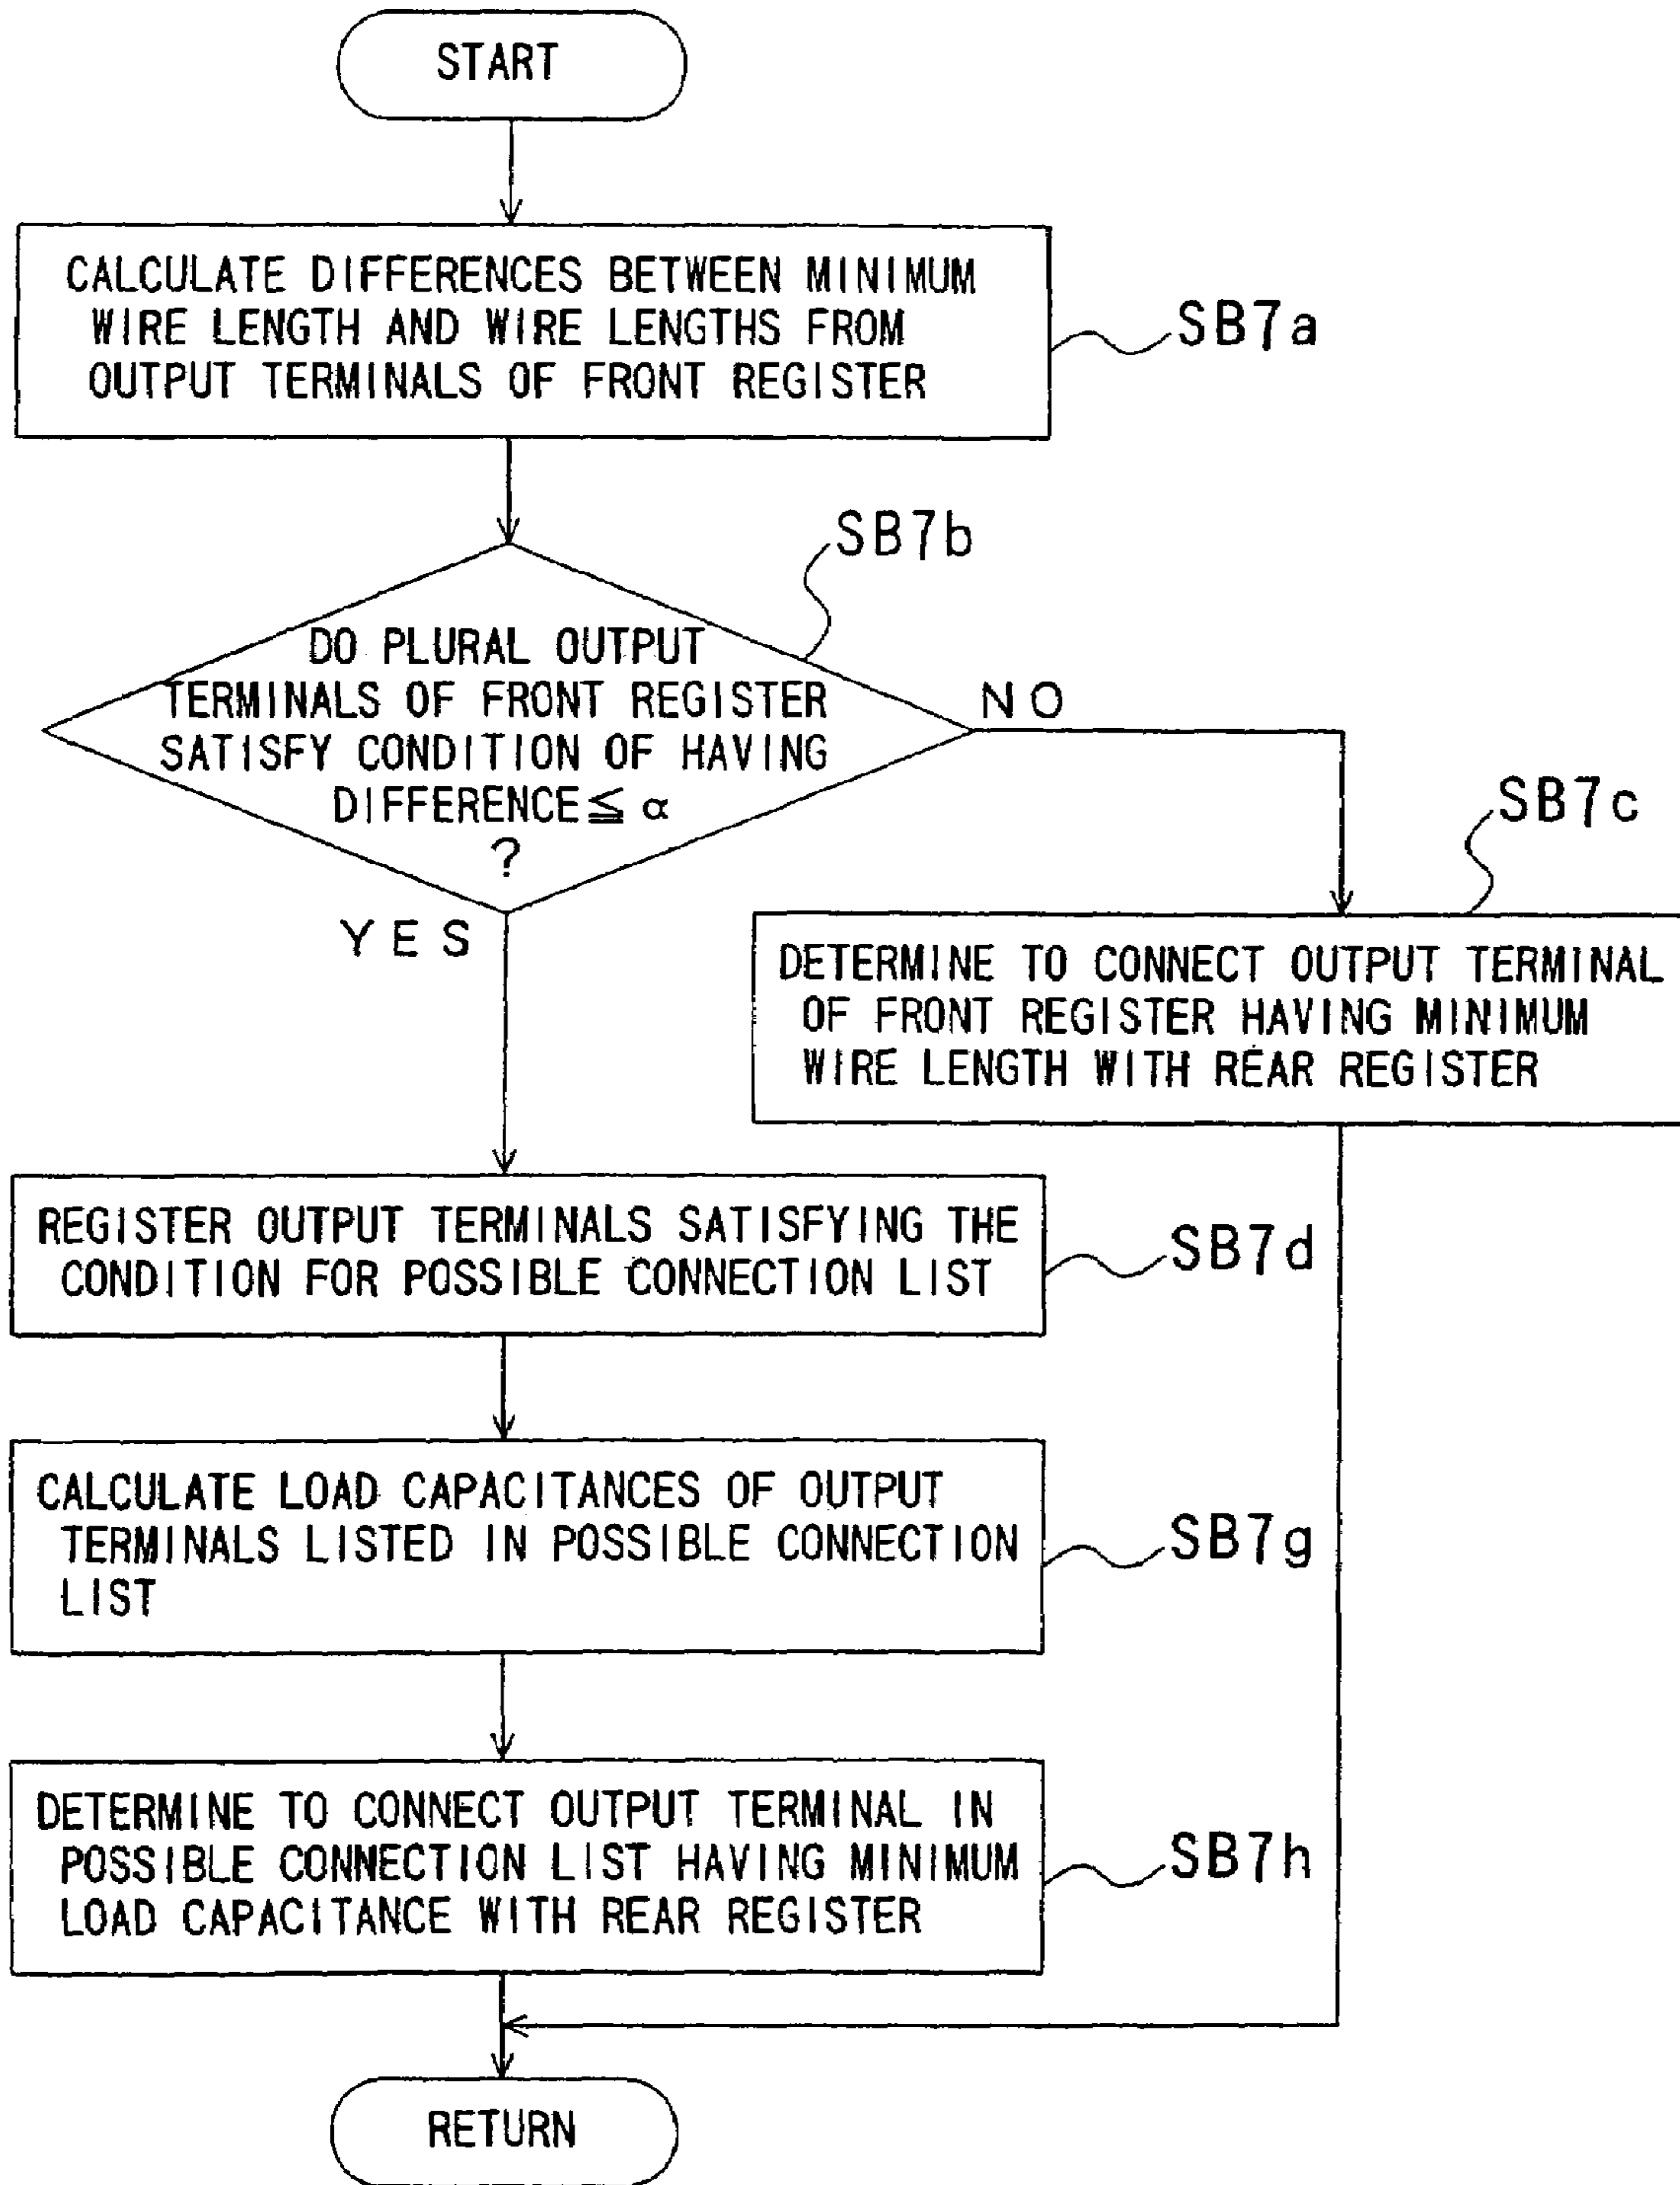 START
CALCULATE DIFFERENCES BETWEEN MINIMUM
WIRE LENGTH AND WIRE LENGTHS FROM
OUTPUT TERMINALS OF FRONT REGISTER
SB7a
SB7b
DO PLURAL OUTPUT
TERMINALS OF FRONT REGISTER
SATISFY CONDITION OF HAVING
DIFFERENCE≦ α
?
NO
YES
SB7c
DETERMINE TO CONNECT OUTPUT TERMINAL
OF FRONT REGISTER HAVING MINIMUM
WIRE LENGTH WITH REAR REGISTER
REGISTER OUTPUT TERMINALS SATISFYING THE
CONDITION FOR POSSIBLE CONNECTION LIST
SB7d
CALCULATE LOAD CAPACITANCES OF OUTPUT
TERMINALS LISTED IN POSSIBLE CONNECTION
LIST
SB7g
DETERMINE TO CONNECT OUTPUT TERMINAL IN
POSSIBLE CONNECTION LIST HAVING MINIMUM
LOAD CAPACITANCE WITH REAR REGISTER
SB7h
RETURN